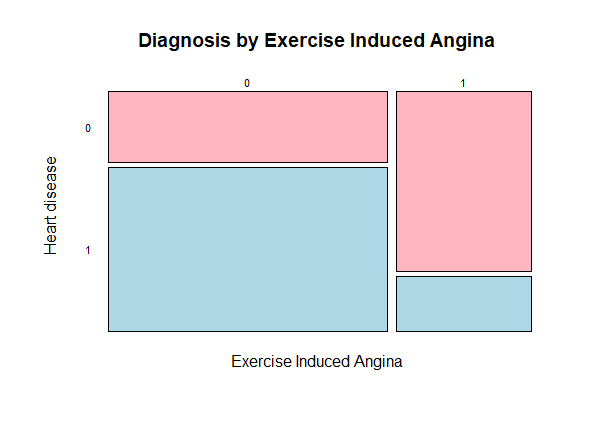 Diagnosis by Exercise Induced Angina
0 1
0
Heart disease
1
Exercise Induced Angina